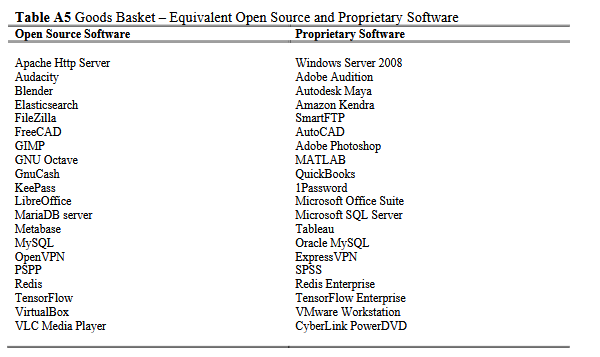 Table A5 Goods Basket – Equivalent Open Source and Proprietary Software
Open Source Software Proprietary Software
Apache Http Server Windows Server 2008
Audacity Adobe Audition
Blender Autodesk Maya
Elasticsearch Amazon Kendra
FileZilla SmartFTP
FreeCAD AutoCAD
GIMP Adobe Photoshop
GNU Octave MATLAB
GnuCash QuickBooks
KeePass 1Password
LibreOffice Microsoft Office Suite
MariaDB server Microsoft SQL Server
Metabase Tableau
MySQL Oracle MySQL
OpenVPN ExpressVPN
PSPP SPSS
Redis Redis Enterprise
TensorFlow TensorFlow Enterprise
VirtualBox VMware Workstation
VLC Media Player CyberLink PowerDVD